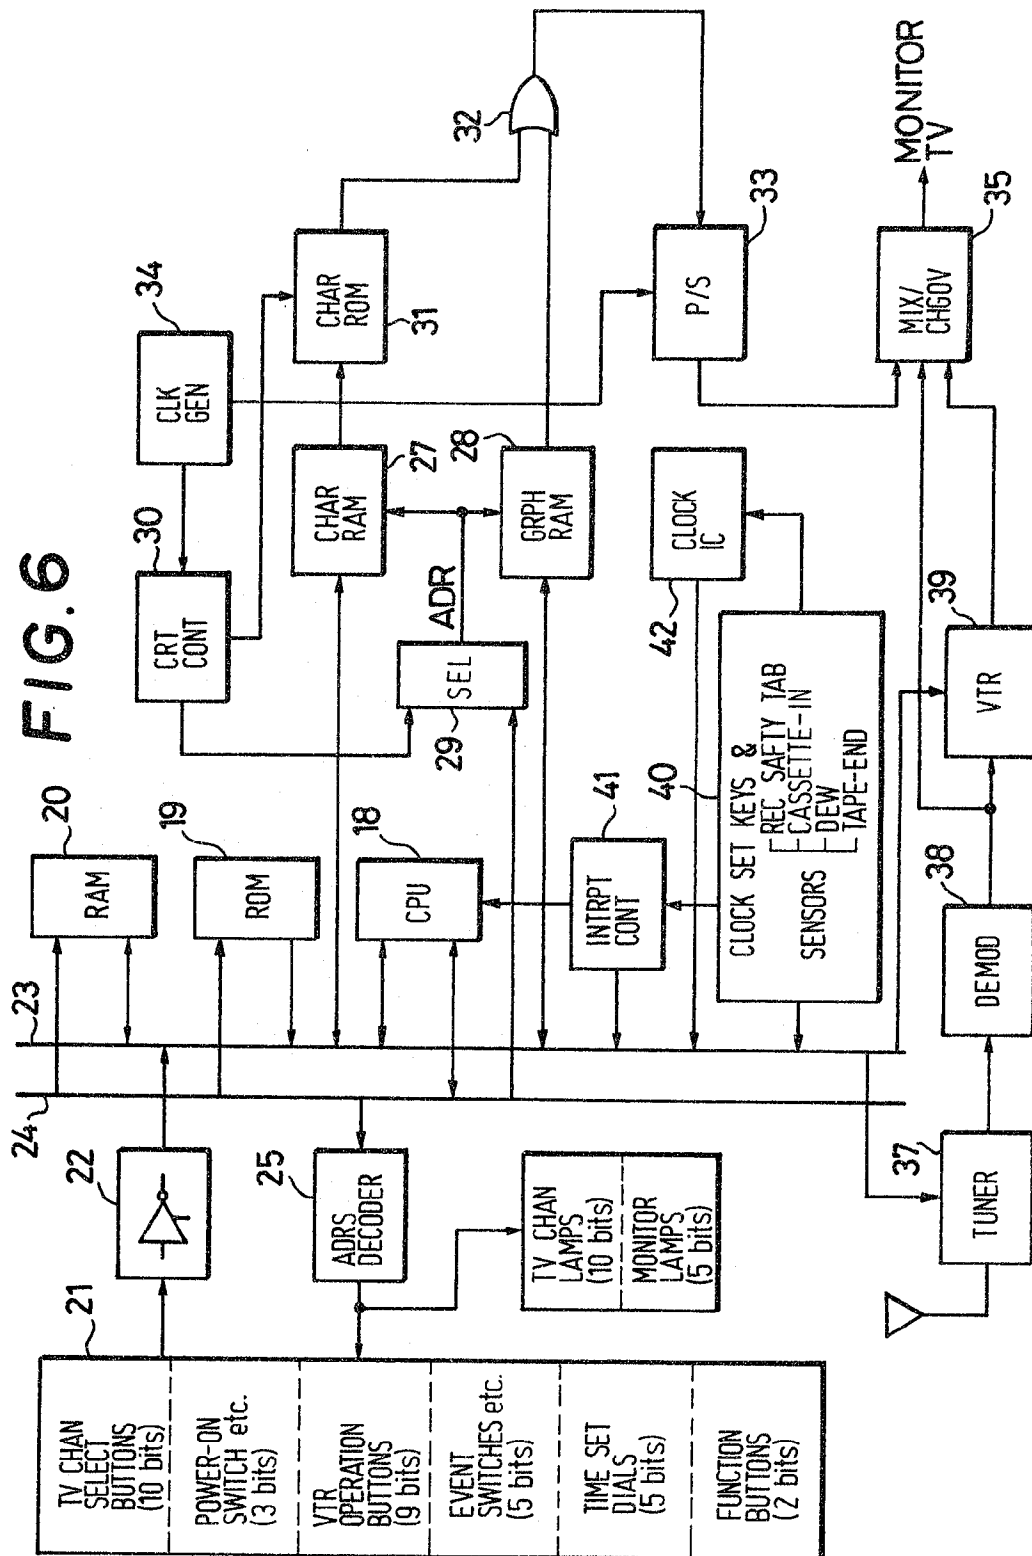 FIG. 6
21
TV CHAN
SELECT
BUTTONS
(10 bits)
POWER-ON
SWITCH etc.
(3 bits)
VTR
OPERATION
BUTTONS
(9 bits)
EVENT
SWITCHES etc.
(5 bits)
TIME SET
DIALS
(5 bits)
FUNCTION
BUTTONS
(2 bits)
22
24
23
25
ADRS
DECODER
TV CHAN
LAMPS
(10 bits)
MONITOR
LAMPS
(5 bits)
20
RAM
19
ROM
18
CPU
41
INTRPT
CONT
40
CLOCK SET KEYS &
SENSORS
REC SAFTY TAB
CASSETTE-IN
DEW
TAPE-END
42
CLOCK
IC
30
CRT
CONT
34
CLK
GEN
29
SEL
ADR
27
CHAR
RAM
28
GRPH
RAM
31
CHAR
ROM
32
33
P/S
35
MIX/
CHGOV
MONITOR
TV
37
TUNER
38
DEMOD
39
VTR